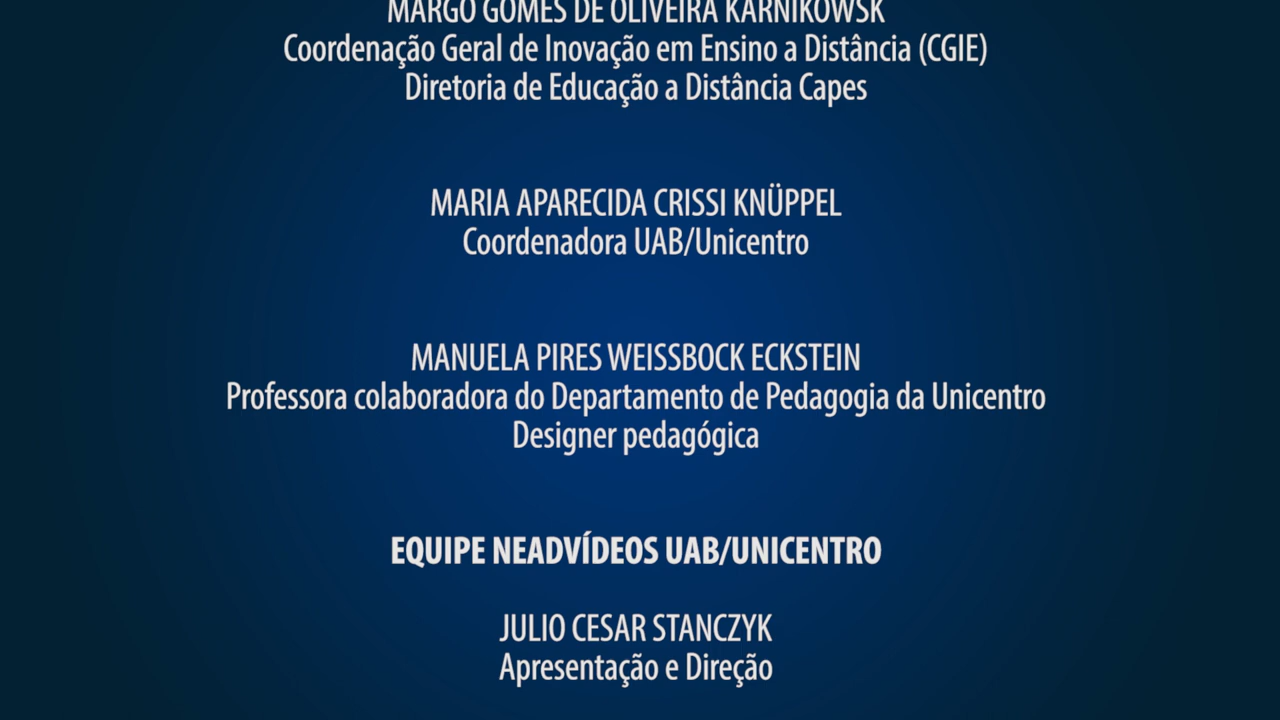 MARGO GOMES DE OLIVEIRA KARNIKOWSK
Coordenação Geral de Inovação em Ensino a Distância (CGIE)
Diretoria de Educação a Distância Capes
MARIA APARECIDA CRISSI KNÜPPEL
Coordenadora UAB/Unicentro
MANUELA PIRES WEISSBOCK ECKSTEIN
Professora colaboradora do Departamento de Pedagogia da Unicentro
Designer pedagógica
EQUIPE NEADVÍDEOS UAB/UNICENTRO
JULIO CESAR STANCZYK
Apresentação e Direção